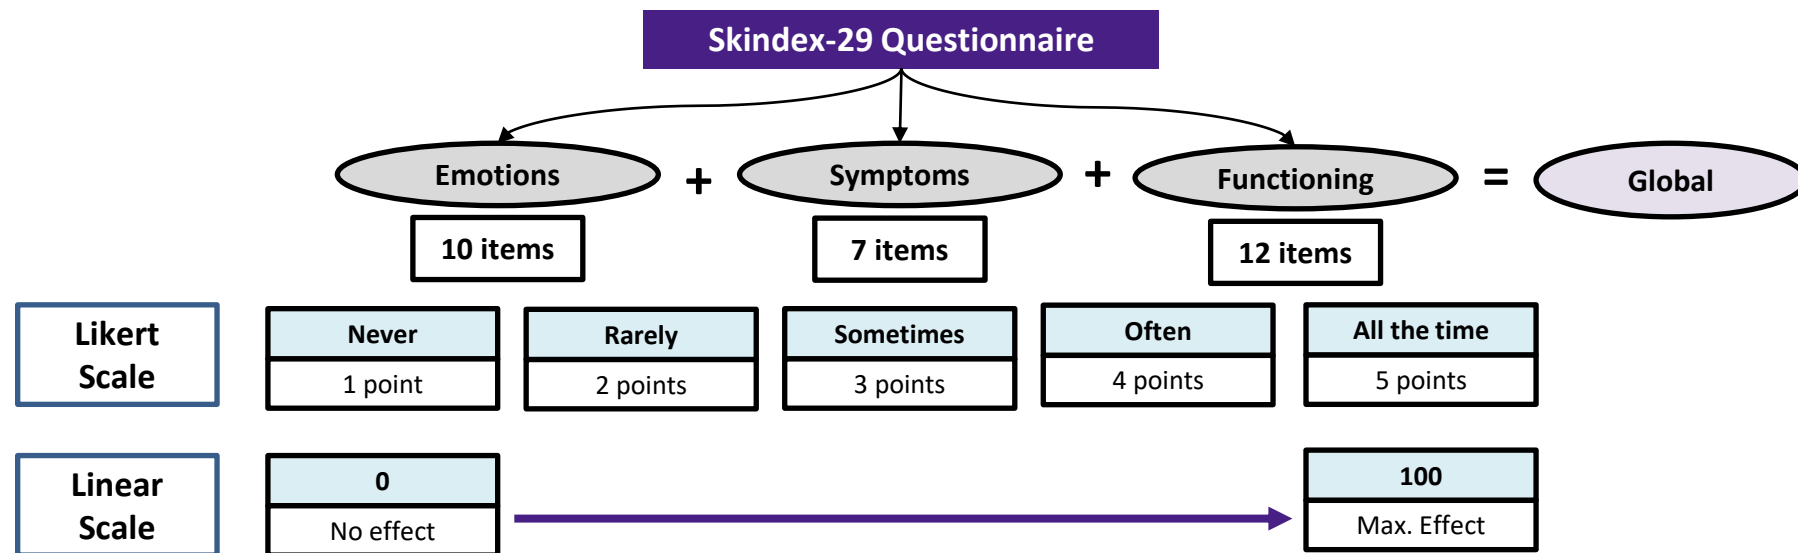 Skindex-29 Questionnaire
Emotions + Symptoms + Functioning = Global
10 items 7 items 12 items
Likert
Scale
Never Rarely Sometimes Often All the time
1 point 2 points 3 points 4 points 5 points
Linear
Scale
0 100
No effect Max. Effect